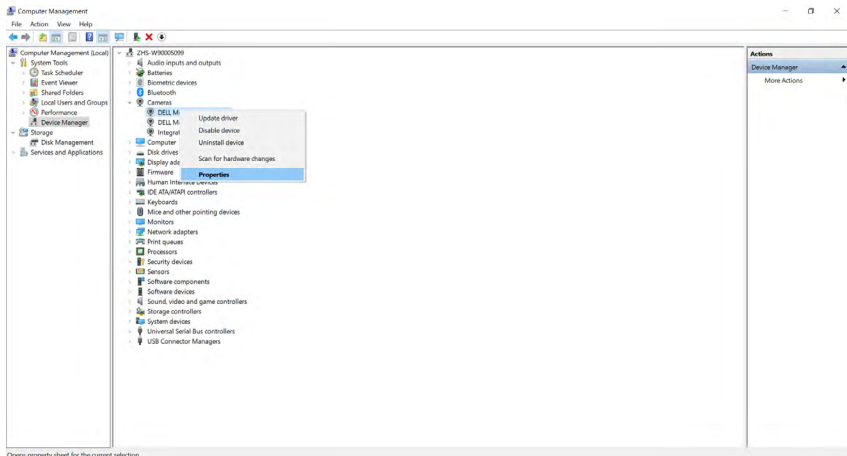 Computer Management
File Action View Help
Computer Management (Local)
System Tools
Task Scheduler
Event Viewer
Shared Folders
Local Users and Groups
Performance
Device Manager
Storage
Disk Management
Services and Applications
ZHS-W90005099
Audio inputs and outputs
Batteries
Biometric devices
Bluetooth
Cameras
DELL M
DELL M
Integrat
Computer
Disk drives
Display ada
Firmware
Human Interface Devices
IDE ATA/ATAPI controllers
Keyboards
Mice and other pointing devices
Monitors
Network adapters
Print queues
Processors
Security devices
Sensors
Software components
Software devices
Sound, video and game controllers
Storage controllers
System devices
Universal Serial Bus controllers
USB Connector Managers
Update driver
Disable device
Uninstall device
Scan for hardware changes
Properties
Actions
Device Manager
More Actions
Opens property sheet for the current selection.